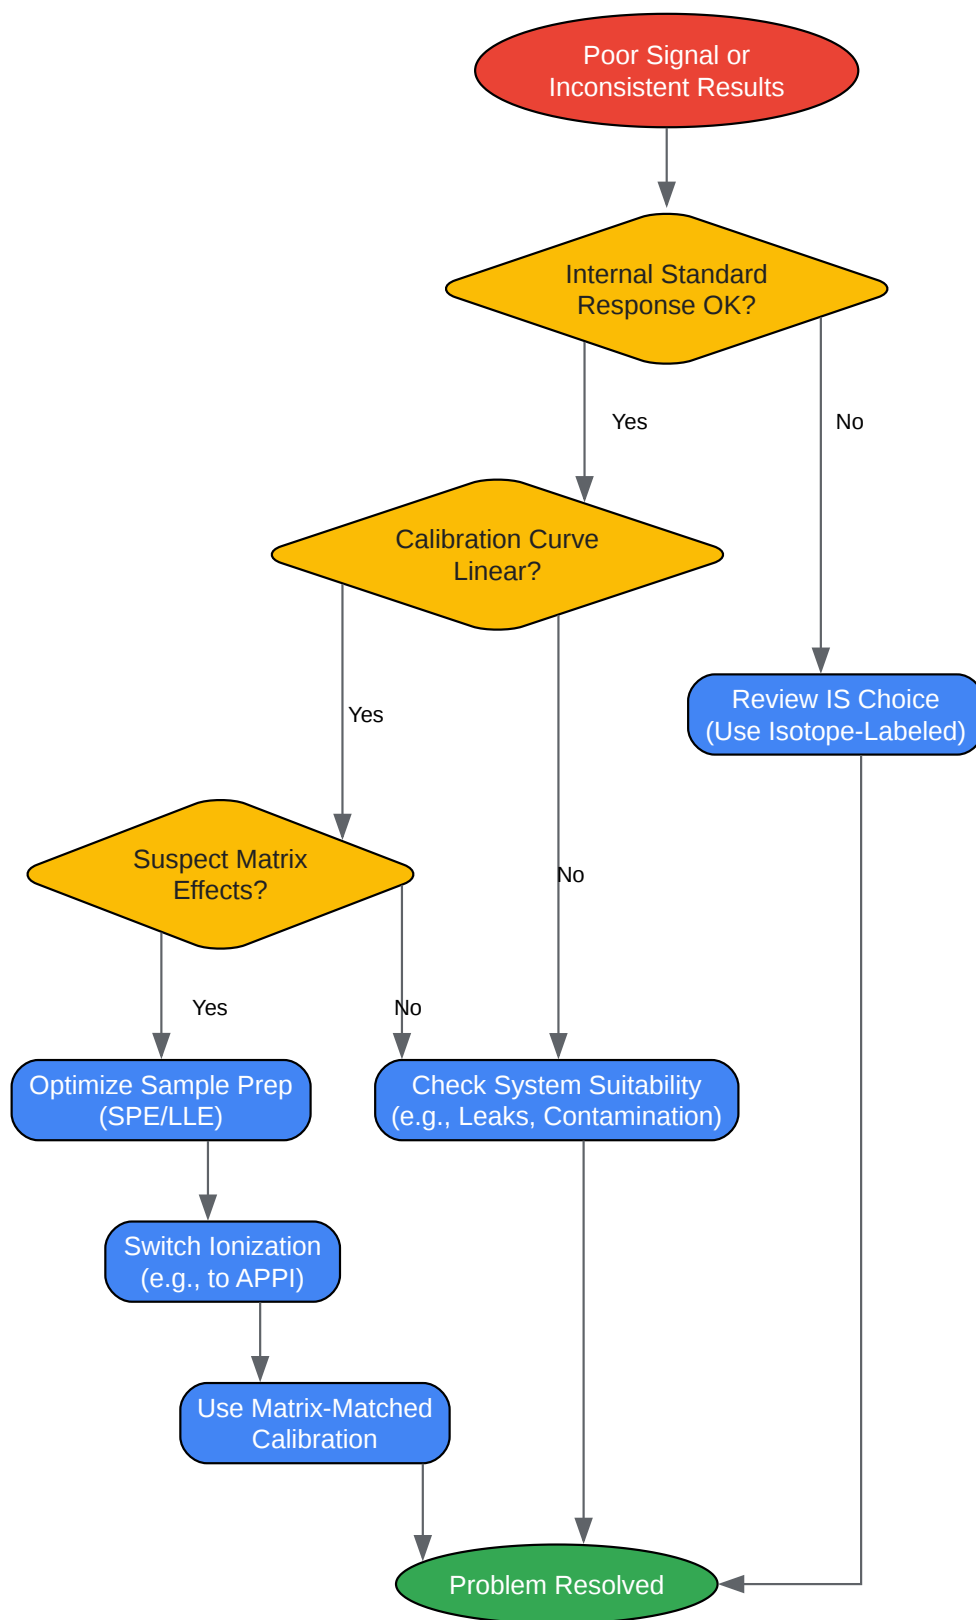 Poor Signal or
Inconsistent Results
Internal Standard
Response OK?
Yes
No
Calibration Curve
Linear?
Review IS Choice
(Use Isotope-Labeled)
Yes
Suspect Matrix
Effects?
No
Yes
No
Optimize Sample Prep
(SPE/LLE)
Check System Suitability
(e.g., Leaks, Contamination)
Switch Ionization
(e.g., to APPI)
Use Matrix-Matched
Calibration
Problem Resolved